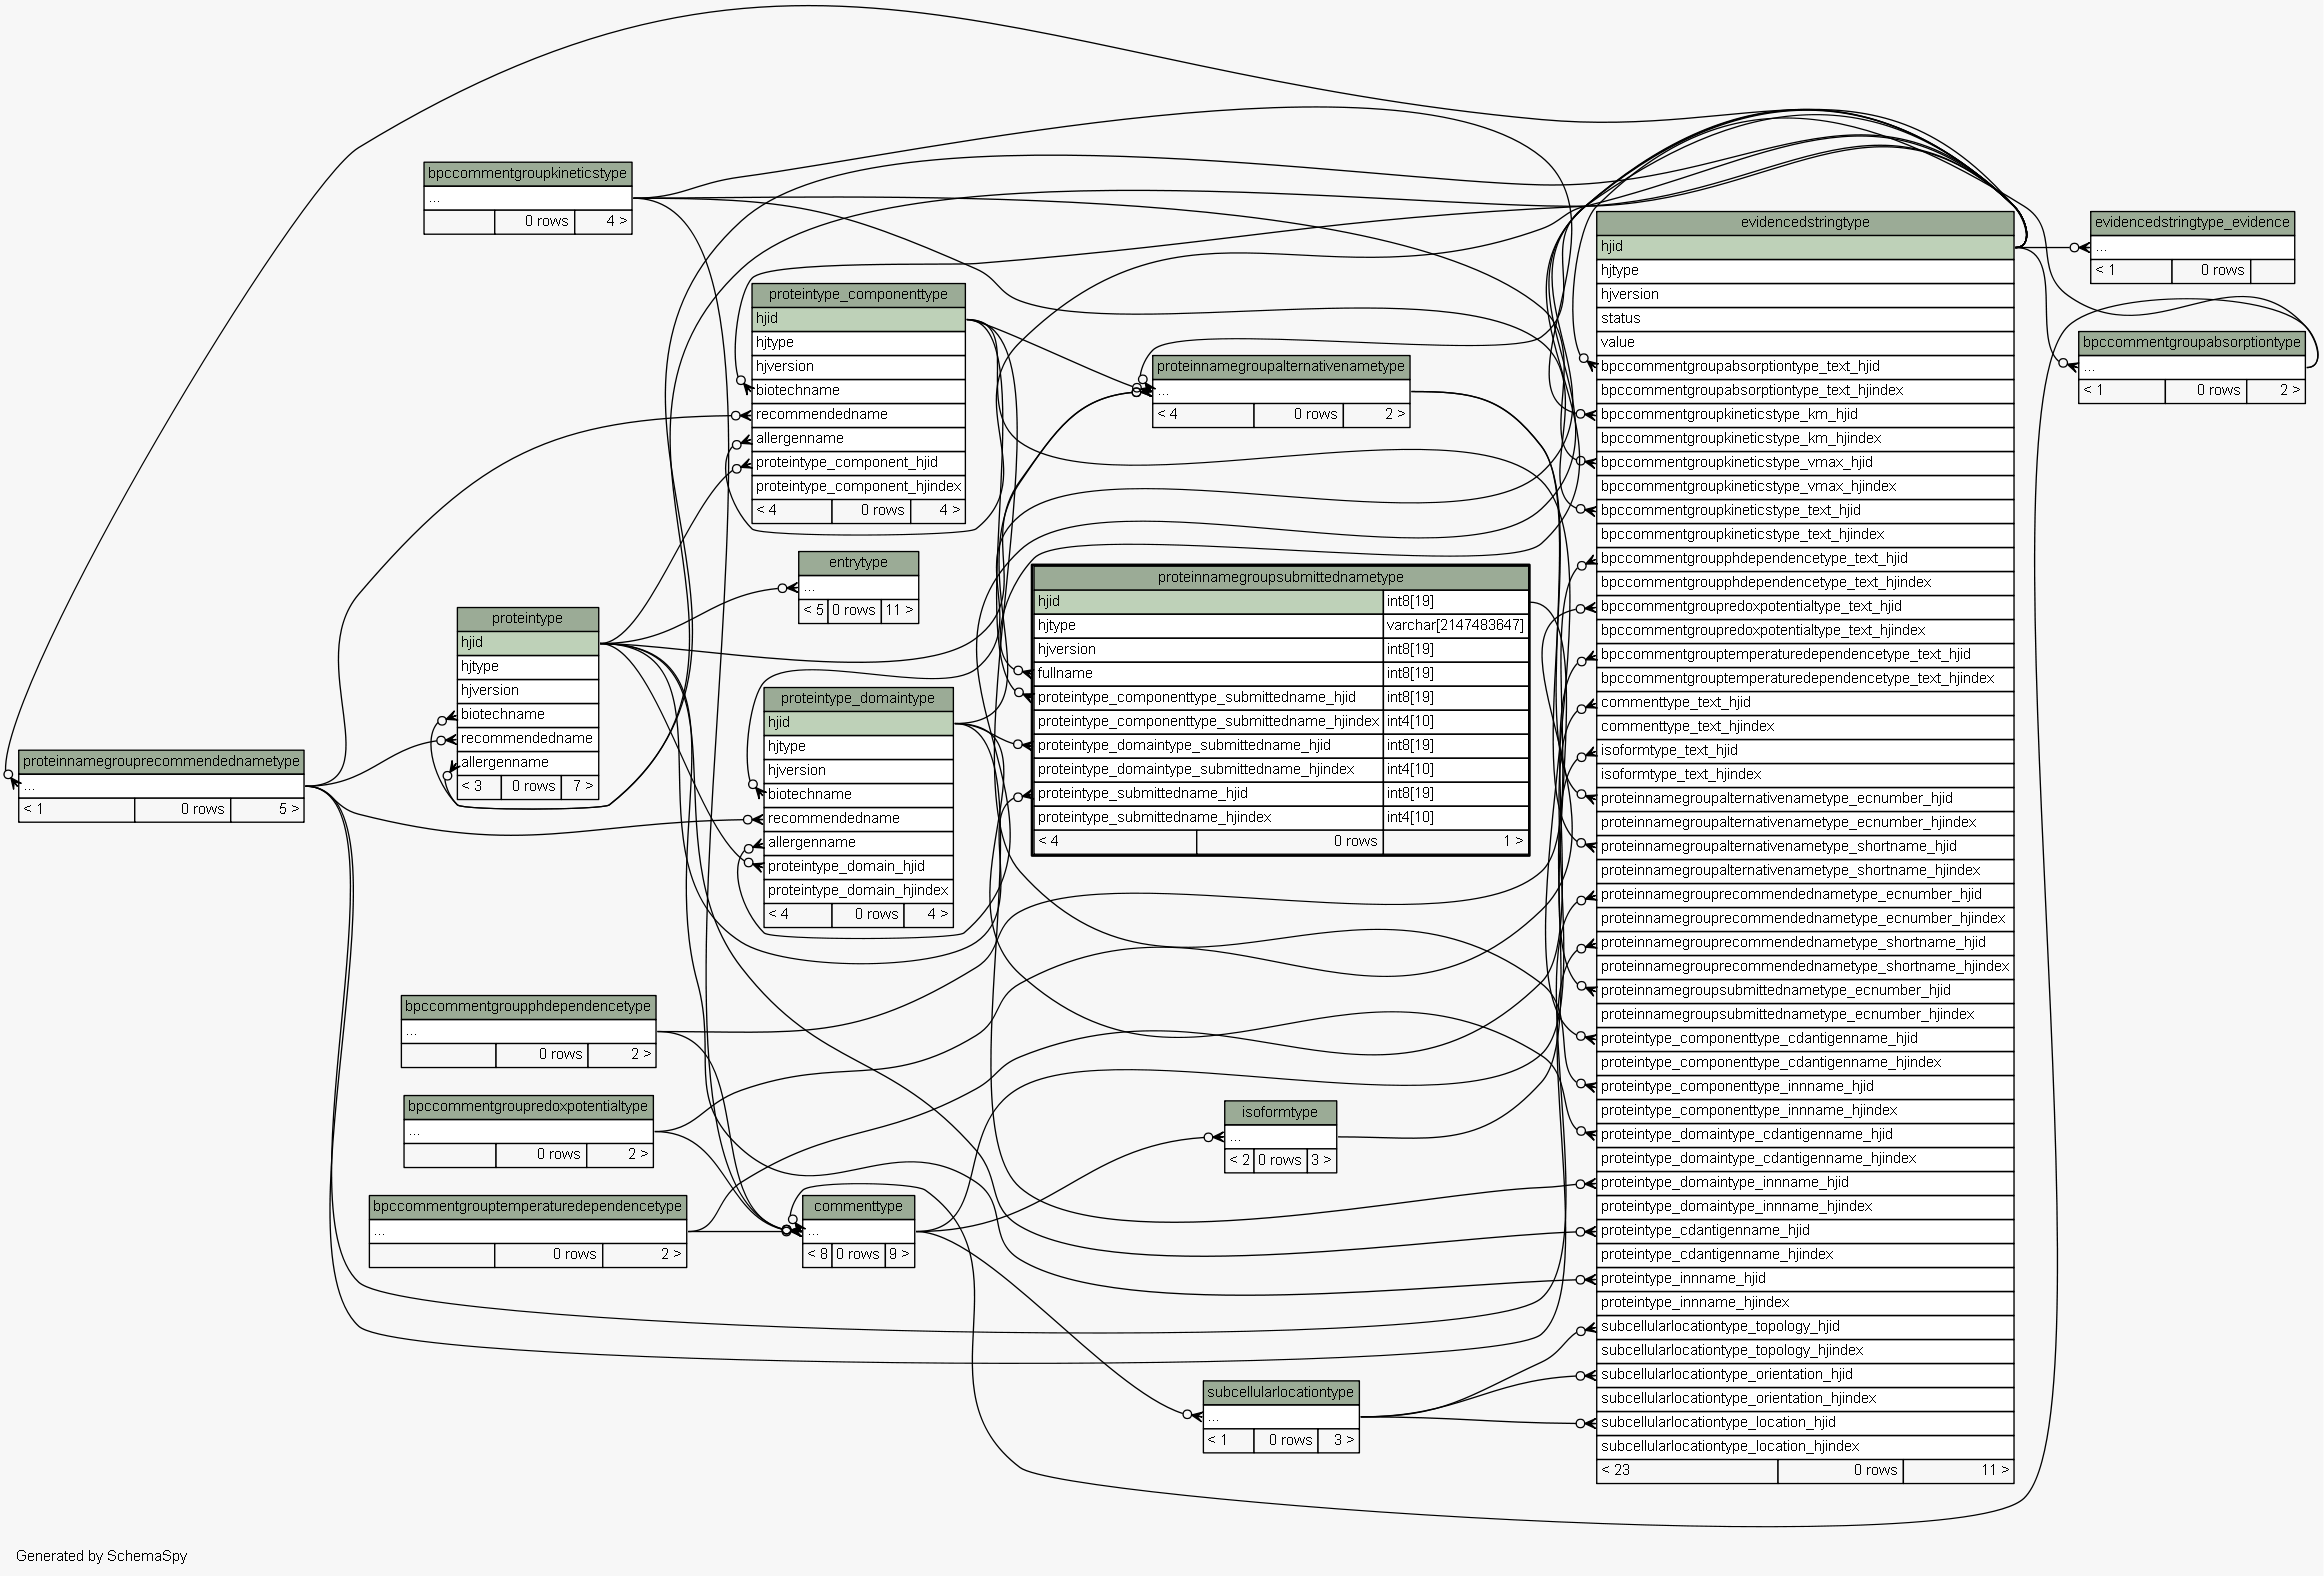 bpccommentgroupkineticstype
...
0 rows 4 >
evidencedstringtype
hjid
hjtype
hjversion
status
value
bpccommentgroupabsorptiontype_text_hjid
bpccommentgroupabsorptiontype_text_hjindex
bpccommentgroupkineticstype_km_hjid
bpccommentgroupkineticstype_km_hjindex
bpccommentgroupkineticstype_vmax_hjid
bpccommentgroupkineticstype_vmax_hjindex
bpccommentgroupkineticstype_text_hjid
bpccommentgroupkineticstype_text_hjindex
bpccommentgroupphdependencetype_text_hjid
bpccommentgroupphdependencetype_text_hjindex
bpccommentgroupredoxpotentialtype_text_hjid
bpccommentgroupredoxpotentialtype_text_hjindex
bpccommentgrouptemperaturedependencetype_text_hjid
bpccommentgrouptemperaturedependencetype_text_hjindex
commenttype_text_hjid
commenttype_text_hjindex
isoformtype_text_hjid
isoformtype_text_hjindex
proteinnamegroupalternativenametype_ecnumber_hjid
proteinnamegroupalternativenametype_ecnumber_hjindex
proteinnamegroupalternativenametype_shortname_hjid
proteinnamegroupalternativenametype_shortname_hjindex
proteinnamegrouprecommendednametype_ecnumber_hjid
proteinnamegrouprecommendednametype_ecnumber_hjindex
proteinnamegrouprecommendednametype_shortname_hjid
proteinnamegrouprecommendednametype_shortname_hjindex
proteinnamegroupsubmittednametype_ecnumber_hjid
proteinnamegroupsubmittednametype_ecnumber_hjindex
proteintype_componenttype_cdantigenname_hjid
proteintype_componenttype_cdantigenname_hjindex
proteintype_componenttype_innname_hjid
proteintype_componenttype_innname_hjindex
proteintype_domaintype_cdantigenname_hjid
proteintype_domaintype_cdantigenname_hjindex
proteintype_domaintype_innname_hjid
proteintype_domaintype_innname_hjindex
proteintype_cdantigenname_hjid
proteintype_cdantigenname_hjindex
proteintype_innname_hjid
proteintype_innname_hjindex
subcellularlocationtype_topology_hjid
subcellularlocationtype_topology_hjindex
subcellularlocationtype_orientation_hjid
subcellularlocationtype_orientation_hjindex
subcellularlocationtype_location_hjid
subcellularlocationtype_location_hjindex
< 23 0 rows 11 >
evidencedstringtype_evidence
...
< 1 0 rows
bpccommentgroupabsorptiontype
...
< 1 0 rows 2 >
proteintype_componenttype
hjid
hjtype
hjversion
biotechname
recommendedname
allergenname
proteintype_component_hjid
proteintype_component_hjindex
< 4 0 rows 4 >
proteinnamegroupalternativenametype
...
< 4 0 rows 2 >
entrytype
...
< 5 0 rows 11 >
proteinnamegroupsubmittednametype
hjid int8[19]
hjtype varchar[2147483647]
hjversion int8[19]
fullname int8[19]
proteintype_componenttype_submittedname_hjid int8[19]
proteintype_componenttype_submittedname_hjindex int4[10]
proteintype_domaintype_submittedname_hjid int8[19]
proteintype_domaintype_submittedname_hjindex int4[10]
proteintype_submittedname_hjid int8[19]
proteintype_submittedname_hjindex int4[10]
< 4 0 rows 1 >
proteintype
hjid
hjtype
hjversion
biotechname
recommendedname
allergenname
< 3 0 rows 7 >
proteintype_domaintype
hjid
hjtype
hjversion
biotechname
recommendedname
allergenname
proteintype_domain_hjid
proteintype_domain_hjindex
< 4 0 rows 4 >
proteinnamegrouprecommendednametype
...
< 1 0 rows 5 >
bpccommentgroupphdependencetype
...
0 rows 2 >
bpccommentgroupredoxpotentialtype
...
0 rows 2 >
isoformtype
...
< 2 0 rows 3 >
bpccommentgrouptemperaturedependencetype
...
0 rows 2 >
commenttype
...
< 8 0 rows 9 >
subcellularlocationtype
...
< 1 0 rows 3 >
Generated by SchemaSpy